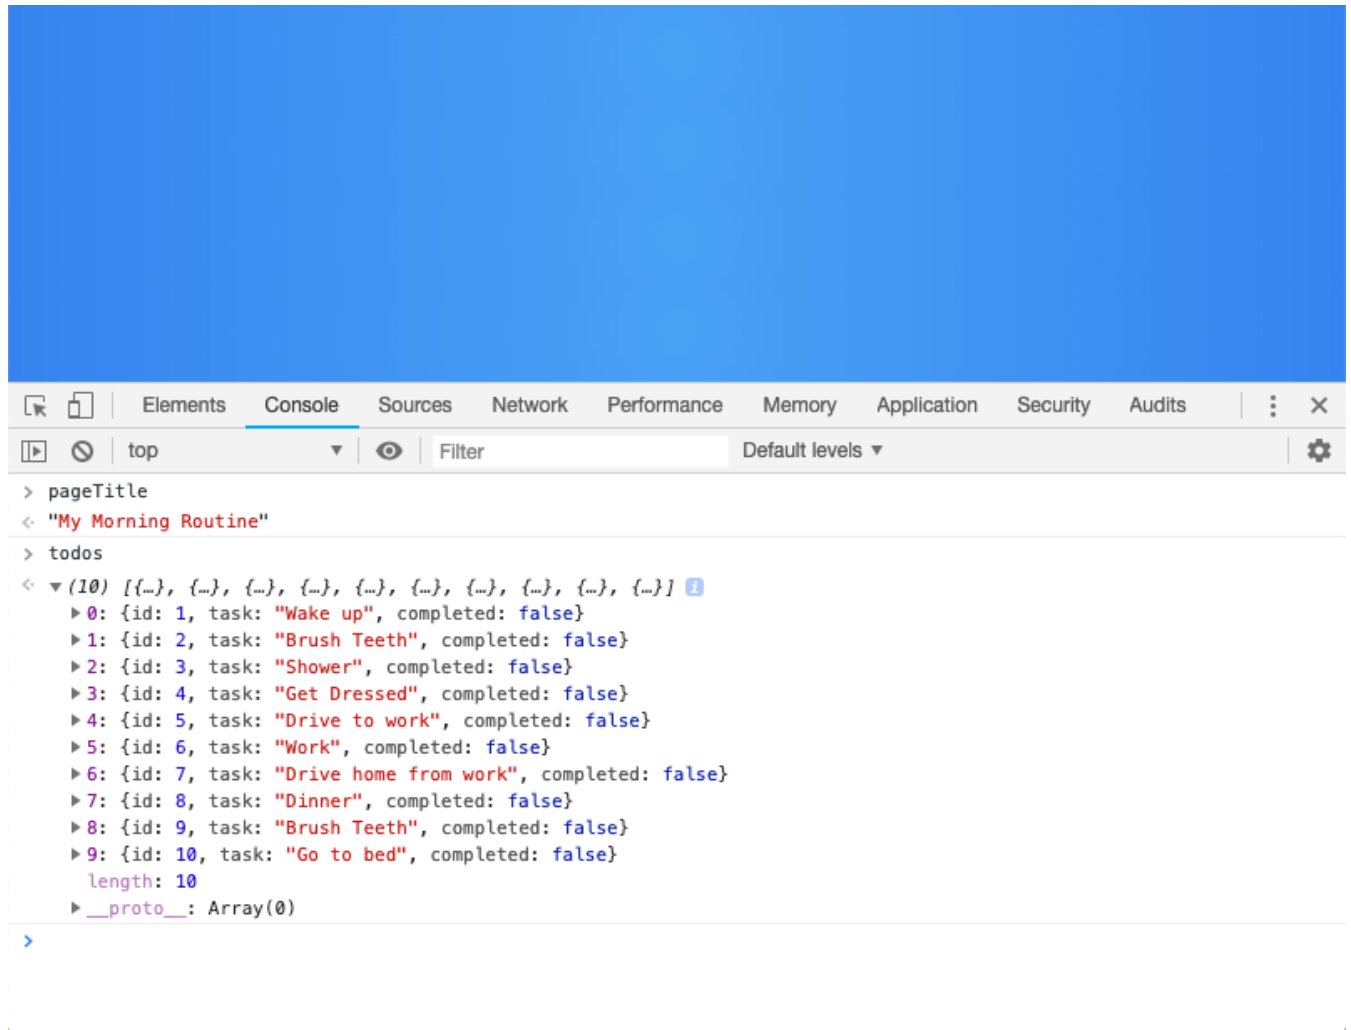 Elements Console Sources Network Performance Memory Application Security Audits
top Filter Default levels
pageTitle
"My Morning Routine"
todos
(10) [{…}, {…}, {…}, {…}, {…}, {…}, {…}, {…}, {…}, {…}]
0: {id: 1, task: "Wake up", completed: false}
1: {id: 2, task: "Brush Teeth", completed: false}
2: {id: 3, task: "Shower", completed: false}
3: {id: 4, task: "Get Dressed", completed: false}
4: {id: 5, task: "Drive to work", completed: false}
5: {id: 6, task: "Work", completed: false}
6: {id: 7, task: "Drive home from work", completed: false}
7: {id: 8, task: "Dinner", completed: false}
8: {id: 9, task: "Brush Teeth", completed: false}
9: {id: 10, task: "Go to bed", completed: false}
length: 10
__proto__: Array(0)